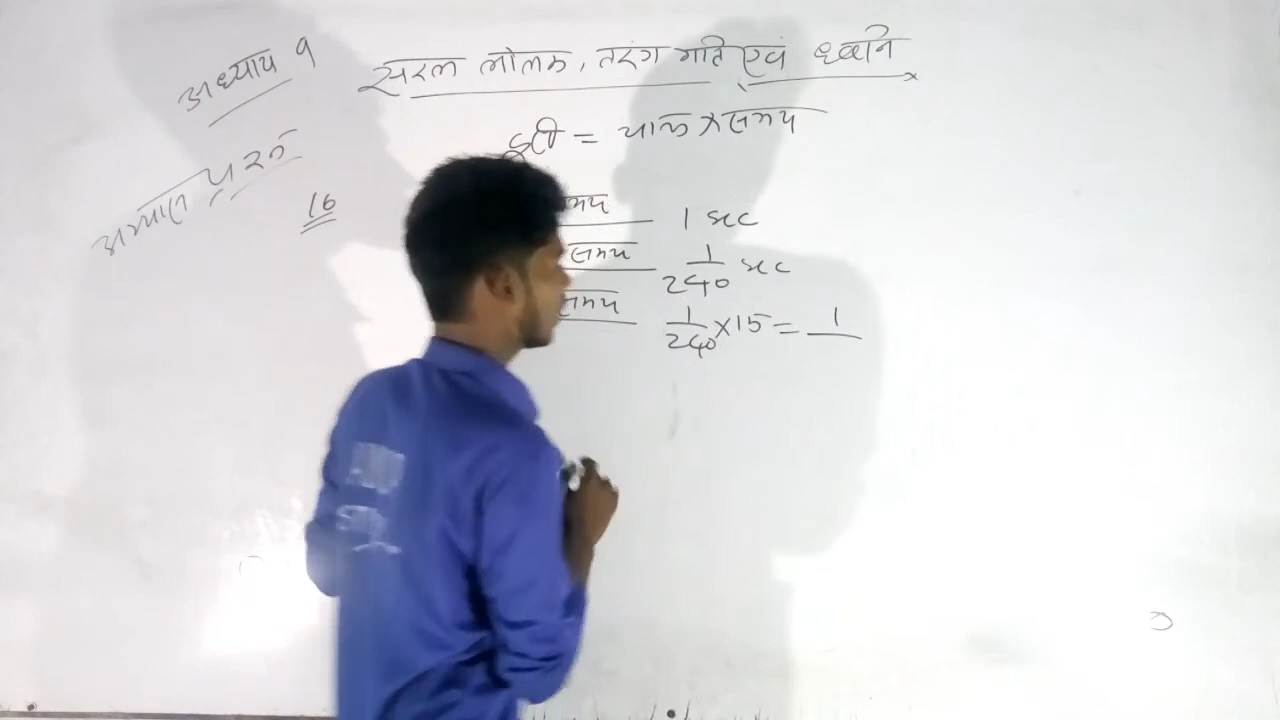 अध्याय 9
सरल लोलक, तरंग गति एवं ध्वनि
अभ्यास प्रश्न
16
दूरी = चाल × समय
समय 1 sec
समय 1/240 sec
समय 1/240 × 15 = 1